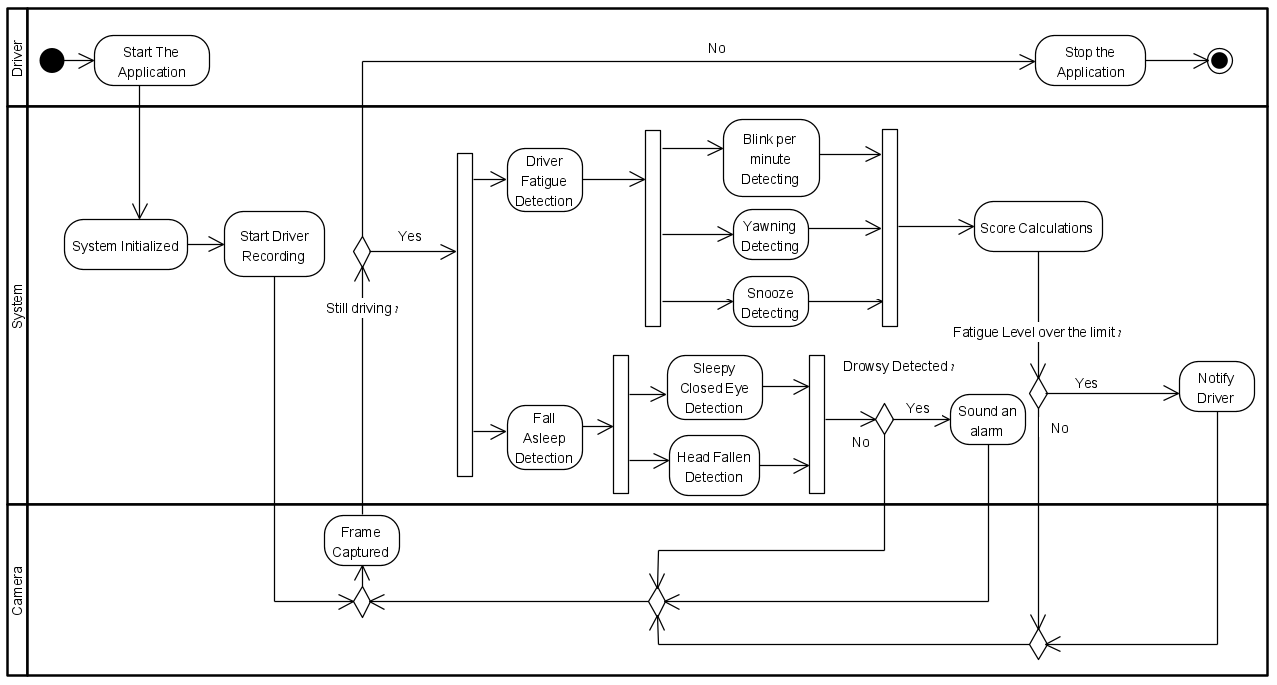 Driver
Start The
Application
No
Stop the
Application
System
System Initialized
Start Driver
Recording
Still driving?
Yes
Driver
Fatigue
Detection
Blink per
minute
Detecting
Yawning
Detecting
Snooze
Detecting
Score Calculations
Fatigue Level over the limit?
Yes
No
Notify
Driver
Fall
Asleep
Detection
Sleepy
Closed Eye
Detection
Head Fallen
Detection
Drowsy Detected?
Yes
No
Sound an
alarm
Camera
Frame
Captured